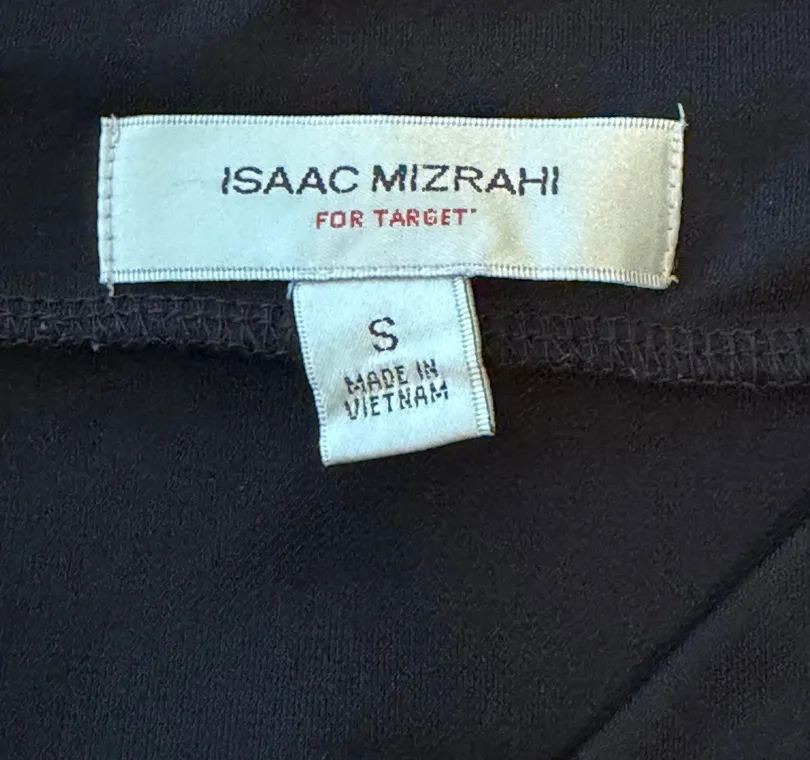 ISAAC MIZRAHI
FOR TARGET
S
MADE IN
VIETNAM